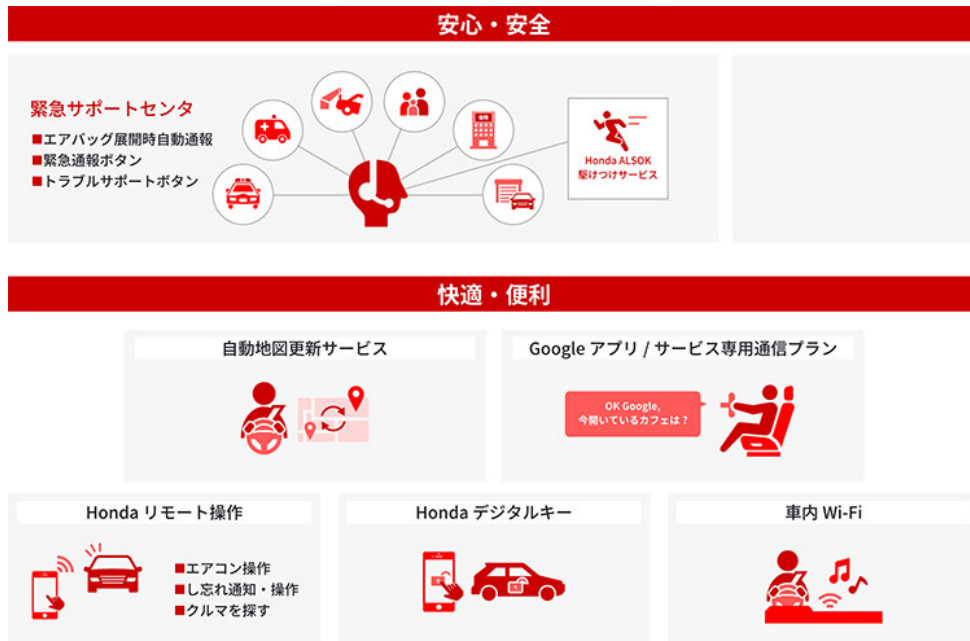 安心・安全
緊急サポートセンタ
■エアバッグ展開時自動通報
■緊急通報ボタン
■トラブルサポートボタン
Honda ALSOK
駆けつけサービス
快適・便利
自動地図更新サービス
Google アプリ / サービス専用通信プラン
OK Google,
今開いているカフェは？
Honda リモート操作
■エアコン操作
■し忘れ通知・操作
■クルマを探す
Honda デジタルキー
車内 Wi-Fi